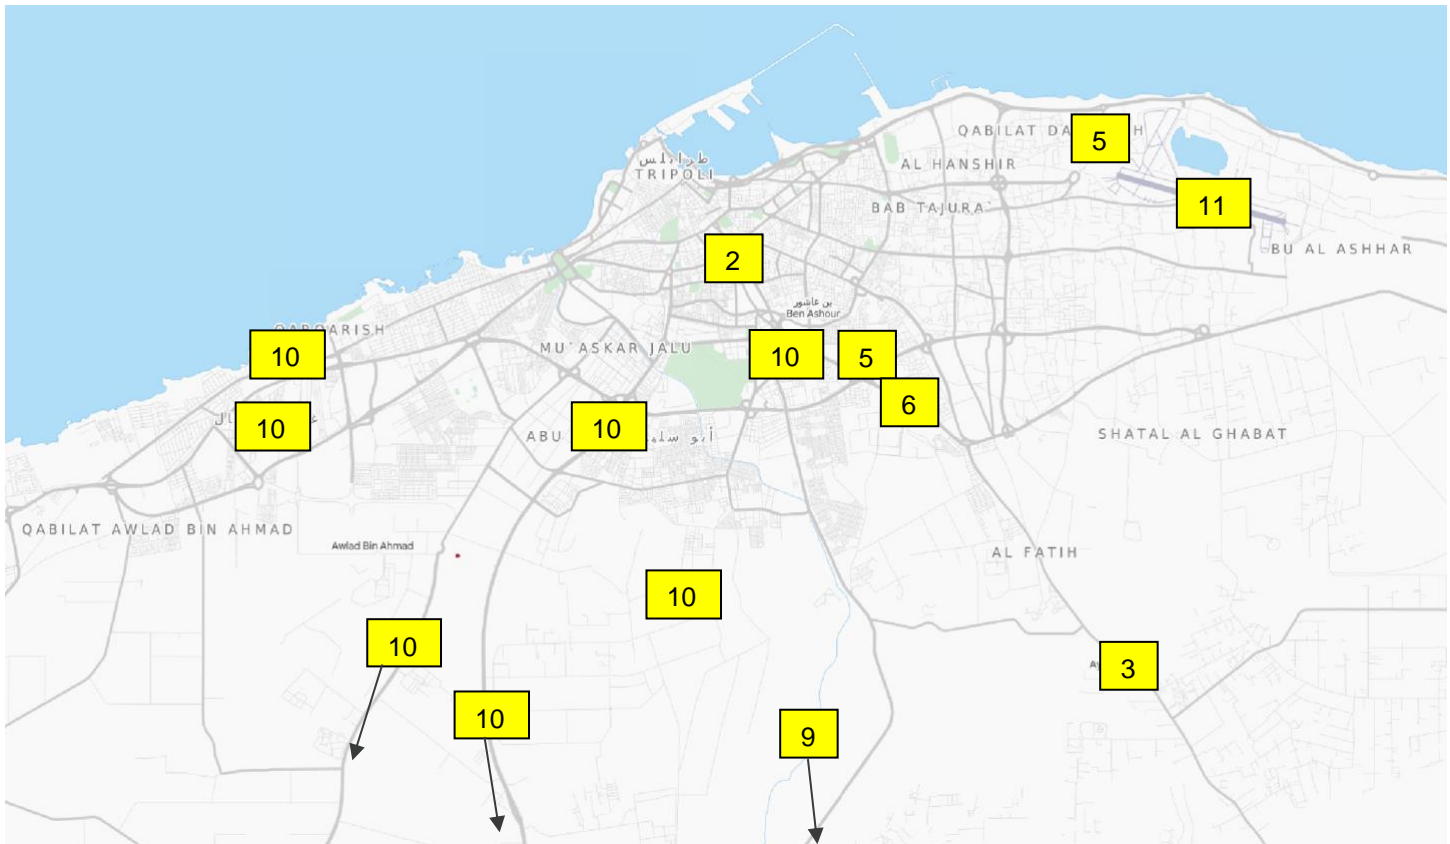 QABILAT DA H
5
AL HANSHIR
طرابلس
TRIPOLI
11
BAB TAJURA`
BU AL ASHHAR
2
بن عاشور
Ben Ashour
10
MU`ASKAR JALU
10
5
6
10
ABU
10
أبو سلي
SHATAL AL GHABAT
QABILAT AWLAD BIN AHMAD
Awlad Bin Ahmad
AL FATIH
10
10
3
10
9